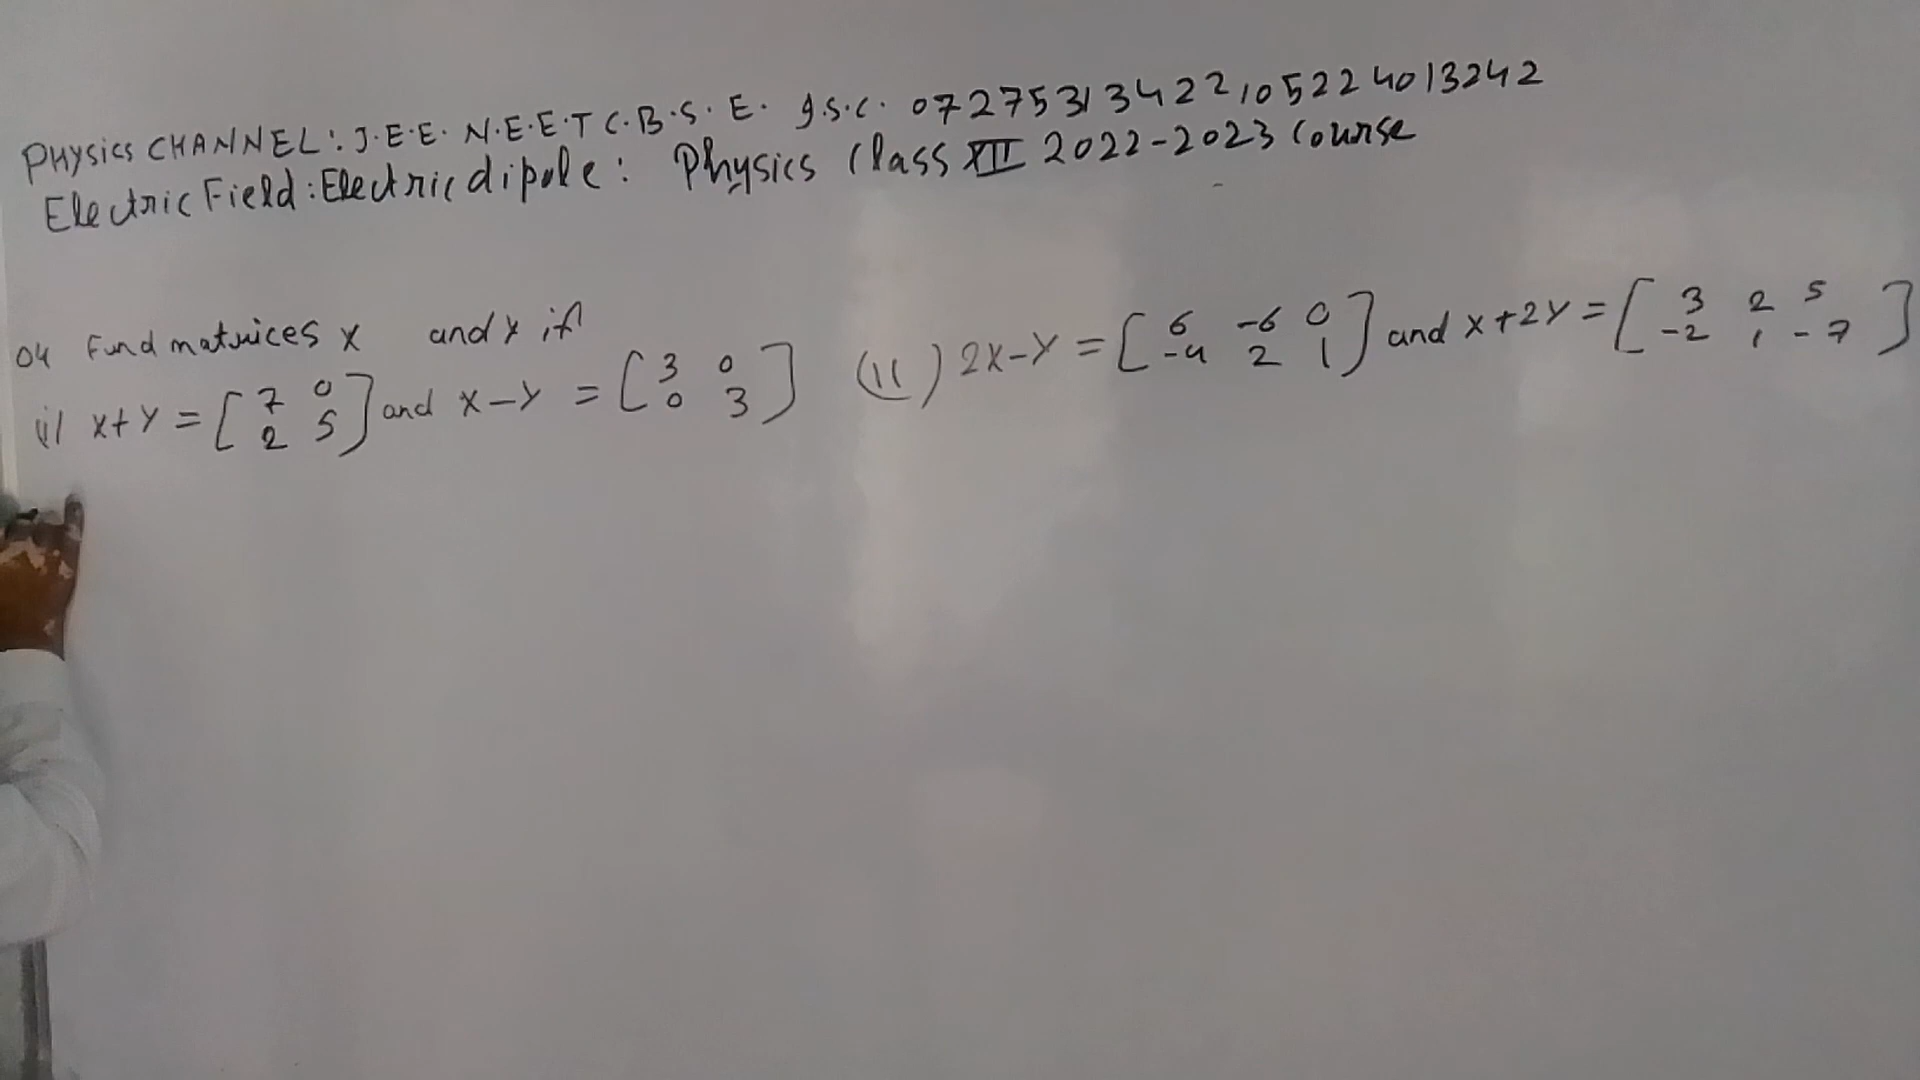 PHYSICS CHANNEL: J.E.E. N.E.E.T C.B.S.E. I.S.C. 072753134221052240 13242
Electric Field: Electric dipole: Physics Class XII 2022-2023 Course
04 Find matrices X and Y if
(i) X+Y = [ 7 0 and X-Y = [ 3 0 ] (II) 2X-Y = [ 6 -6 0 ] and X+2Y = [ 3 2 5 ]
2 5 ] 0 3 -4 2 1 -2 1 -7